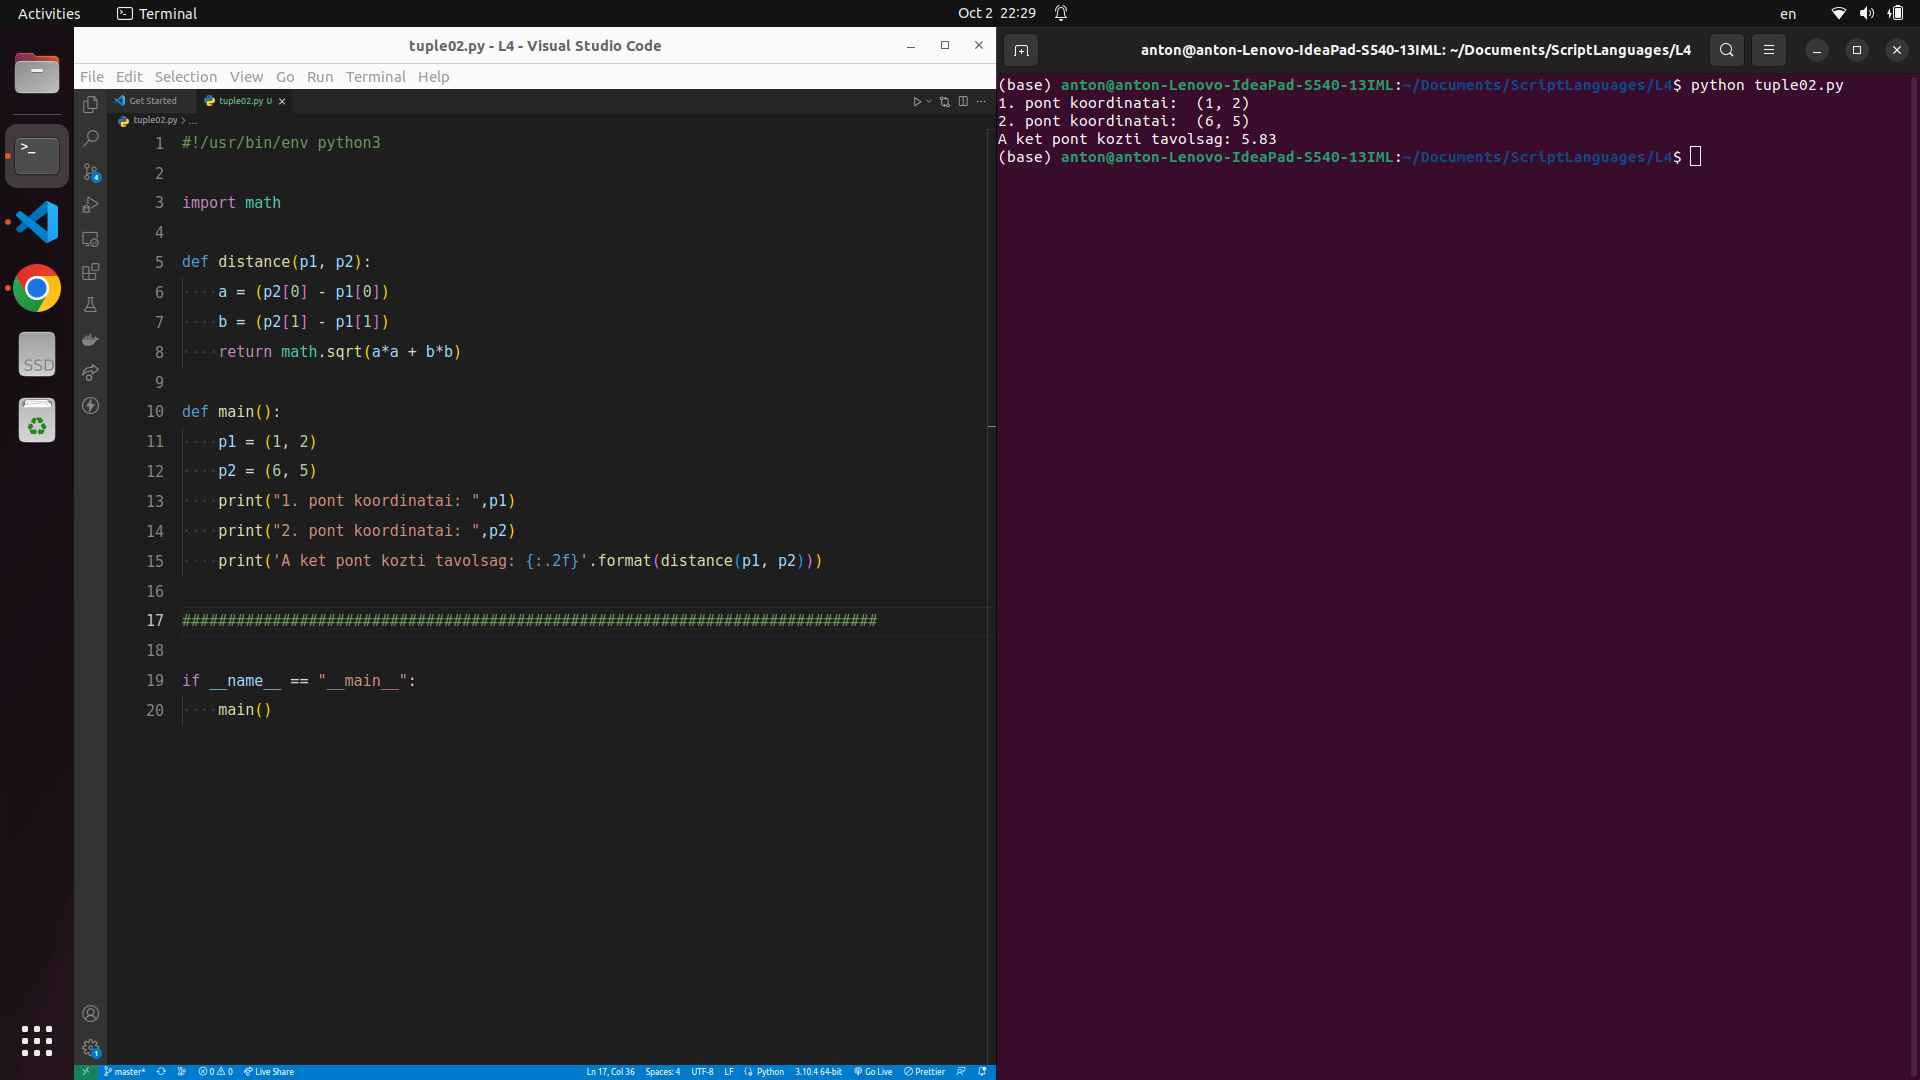 Activities Terminal Oct 2 22:29 en
tuple02.py - L4 - Visual Studio Code
File Edit Selection View Go Run Terminal Help
Get Started tuple02.py U
tuple02.py > ...
1 #!/usr/bin/env python3
2
3 import math
4
5 def distance(p1, p2):
6 ····a = (p2[0] - p1[0])
7 ····b = (p2[1] - p1[1])
8 ····return math.sqrt(a*a + b*b)
9
10 def main():
11 ····p1 = (1, 2)
12 ····p2 = (6, 5)
13 ····print("1. pont koordinatai: ",p1)
14 ····print("2. pont koordinatai: ",p2)
15 ····print('A ket pont kozti tavolsag: {:.2f}'.format(distance(p1, p2)))
16
17 #############################################################################
18
19 if __name__ == "__main__":
20 ····main()
4
SSD
1
master* 0 0 Live Share Ln 17, Col 36 Spaces: 4 UTF-8 LF Python 3.10.4 64-bit Go Live Prettier
anton@anton-Lenovo-IdeaPad-S540-13IML: ~/Documents/ScriptLanguages/L4
(base) anton@anton-Lenovo-IdeaPad-S540-13IML:~/Documents/ScriptLanguages/L4$ python tuple02.py
1. pont koordinatai:  (1, 2)
2. pont koordinatai:  (6, 5)
A ket pont kozti tavolsag: 5.83
(base) anton@anton-Lenovo-IdeaPad-S540-13IML:~/Documents/ScriptLanguages/L4$